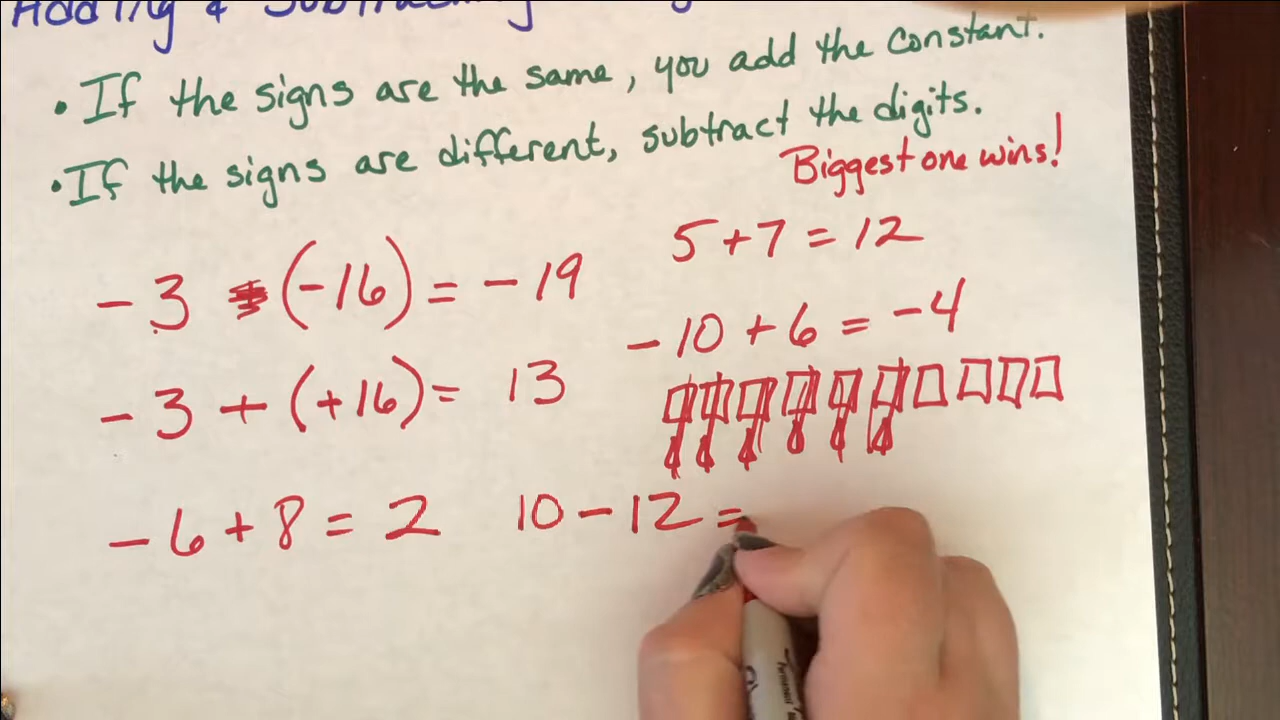 Adding & Subtracting
• If the signs are the same, you add the constant.
• If the signs are different, subtract the digits.
Biggest one wins!
5 + 7 = 12
- 3 (-16) = - 19
- 10 + 6 = - 4
- 3 + (+16) = 13
- 6 + 8 = 2
10 - 12 =